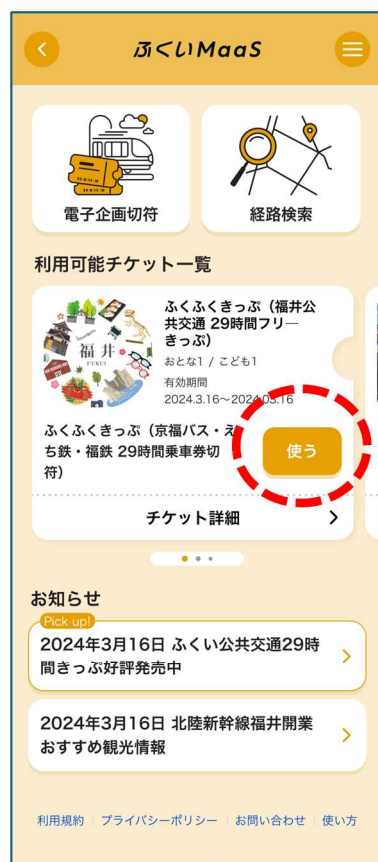 ふくいMaaS
電子企画切符
経路検索
利用可能チケット一覧
福井
FUKUI
ふくふくきっぷ（福井公
共交通 29時間フリー
きっぷ）
おとな1 / こども1
有効期間
2024.3.16～2024.05.16
ふくふくきっぷ（京福バス・え
ち鉄・福鉄 29時間乗車券切
符）
使う
チケット詳細
お知らせ
Pick up!
2024年3月16日 ふくい公共交通29時
間きっぷ好評発売中
2024年3月16日 北陸新幹線福井開業
おすすめ観光情報
利用規約 プライバシーポリシー お問い合わせ 使い方